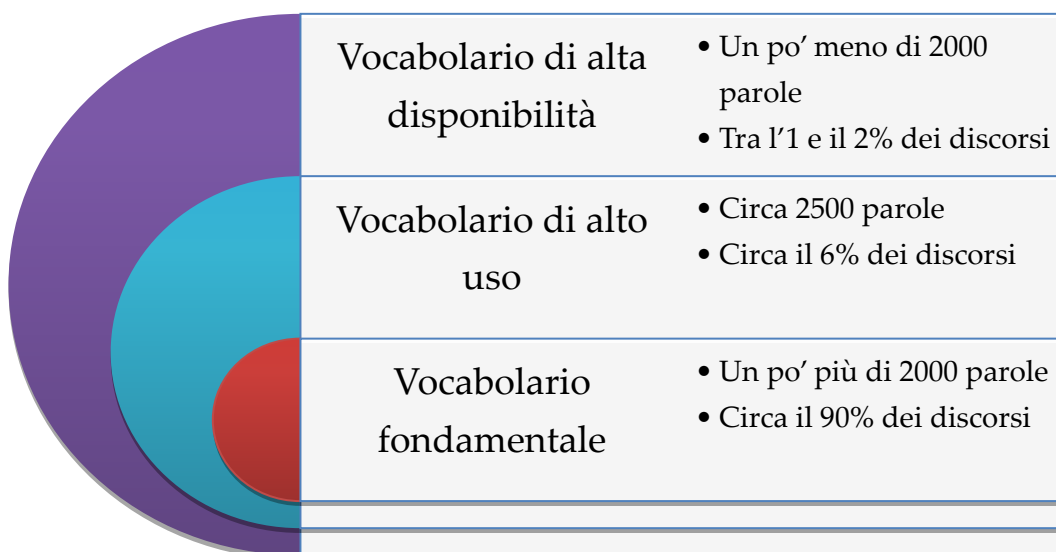 Vocabolario di alta
disponibilità
• Un po’ meno di 2000
parole
• Tra l’1 e il 2% dei discorsi
Vocabolario di alto
uso
• Circa 2500 parole
• Circa il 6% dei discorsi
Vocabolario
fondamentale
• Un po’ più di 2000 parole
• Circa il 90% dei discorsi